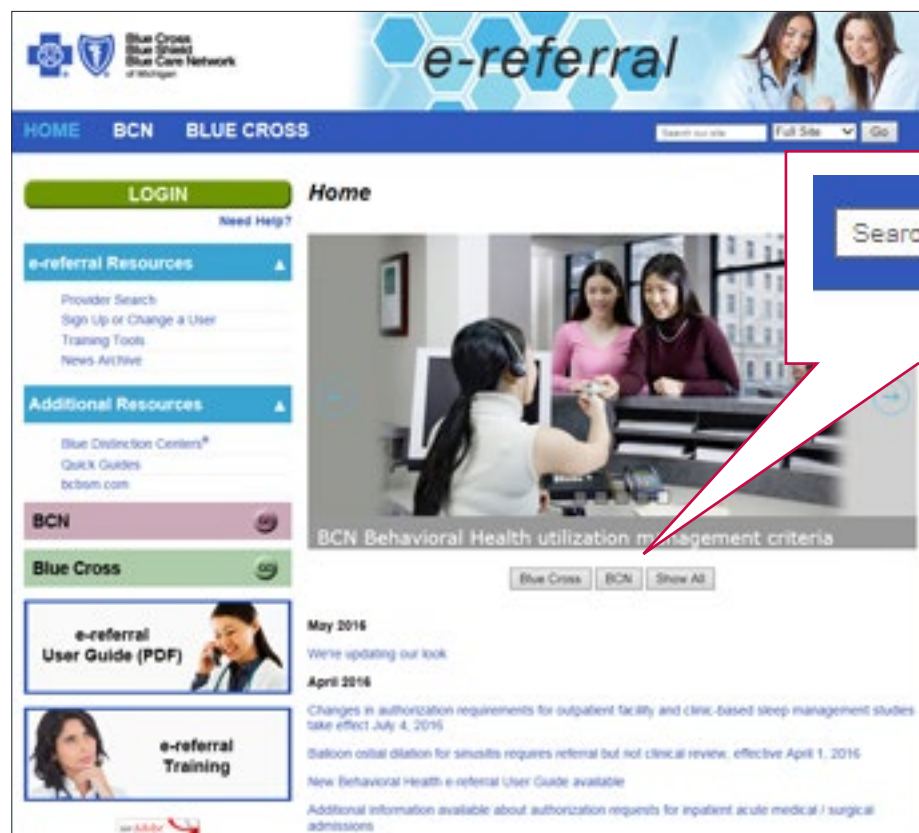 Blue Cross
Blue Shield
Blue Care Network
of Michigan
e-referral
HOME BCN BLUE CROSS
Search our site Full Site Go
LOGIN
Need Help?
Home
Searc
e-referral Resources
Provider Search
Sign Up or Change a User
Training Tools
News Archive
Additional Resources
Blue Distinction Centers®
Quick Guides
bcbsm.com
BCN
Blue Cross
BCN Behavioral Health utilization management criteria
Blue Cross BCN Show All
e-referral
User Guide (PDF)
e-referral
Training
May 2016
We're updating our look
April 2016
Changes in authorization requirements for outpatient facility and clinic-based sleep management studies
take effect July 4, 2016
Balloon ostial dilation for sinusitis requires referral but not clinical review, effective April 1, 2016
New Behavioral Health e-referral User Guide available
Additional information available about authorization requests for inpatient acute medical / surgical
admissions